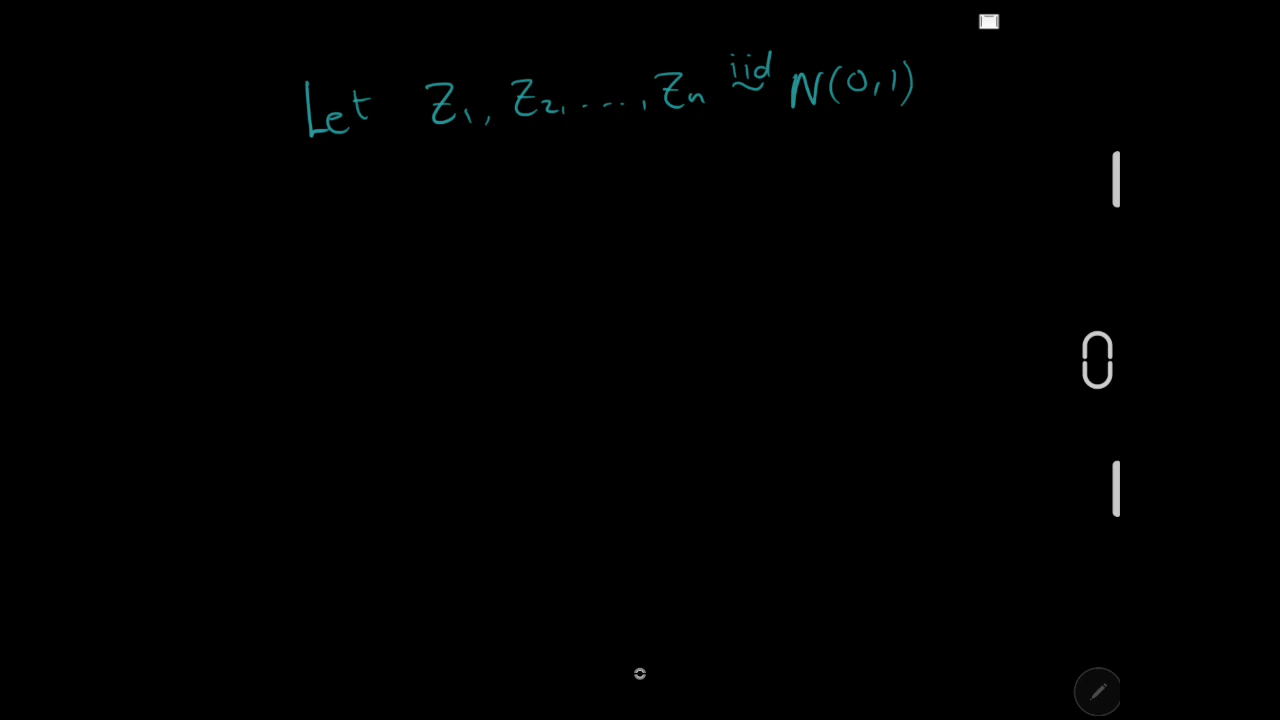 Let Z₁, Z₂, ...., Zₙ iid ~ N(0,1)